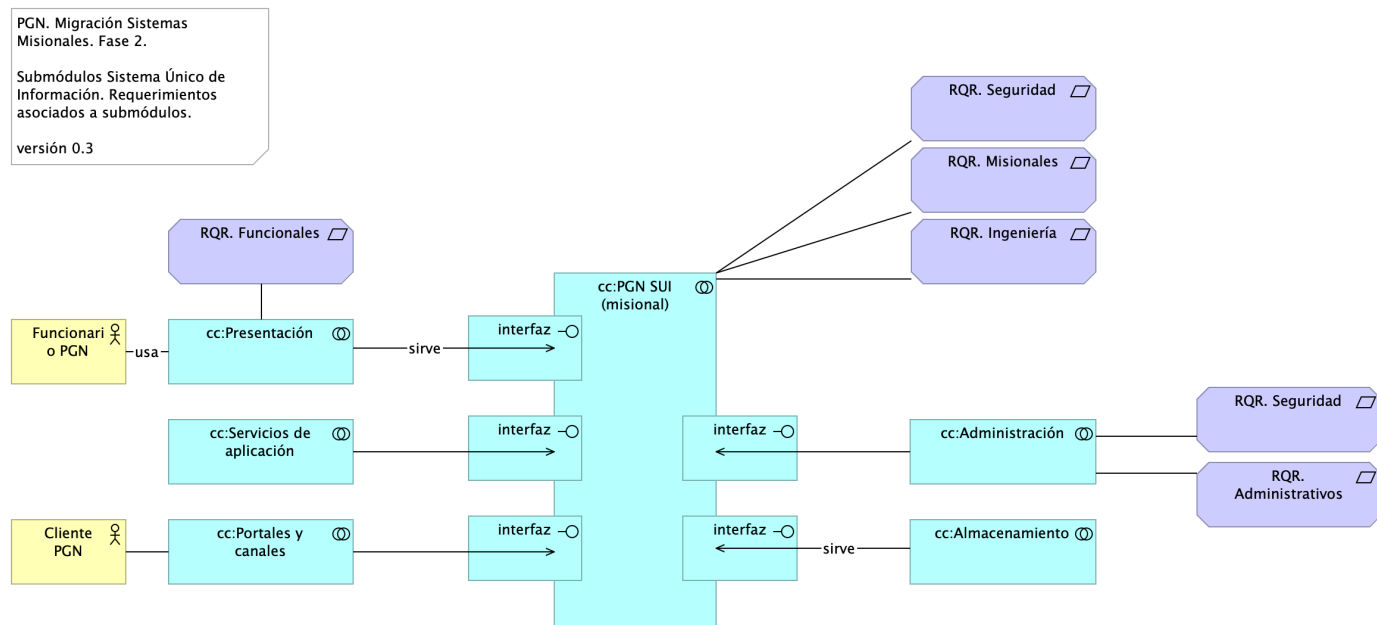 PGN. Migración Sistemas
Misionales. Fase 2.
Submódulos Sistema Único de
Información. Requerimientos
asociados a submódulos.
versión 0.3
RQR. Seguridad
RQR. Misionales
RQR. Ingeniería
RQR. Funcionales
cc:PGN SUI
(misional)
Funcionari
o PGN
usa
cc:Presentación
sirve
interfaz
cc:Servicios de
aplicación
interfaz
interfaz
cc:Administración
RQR. Seguridad
RQR.
Administrativos
Cliente
PGN
cc:Portales y
canales
interfaz
interfaz
sirve
cc:Almacenamiento